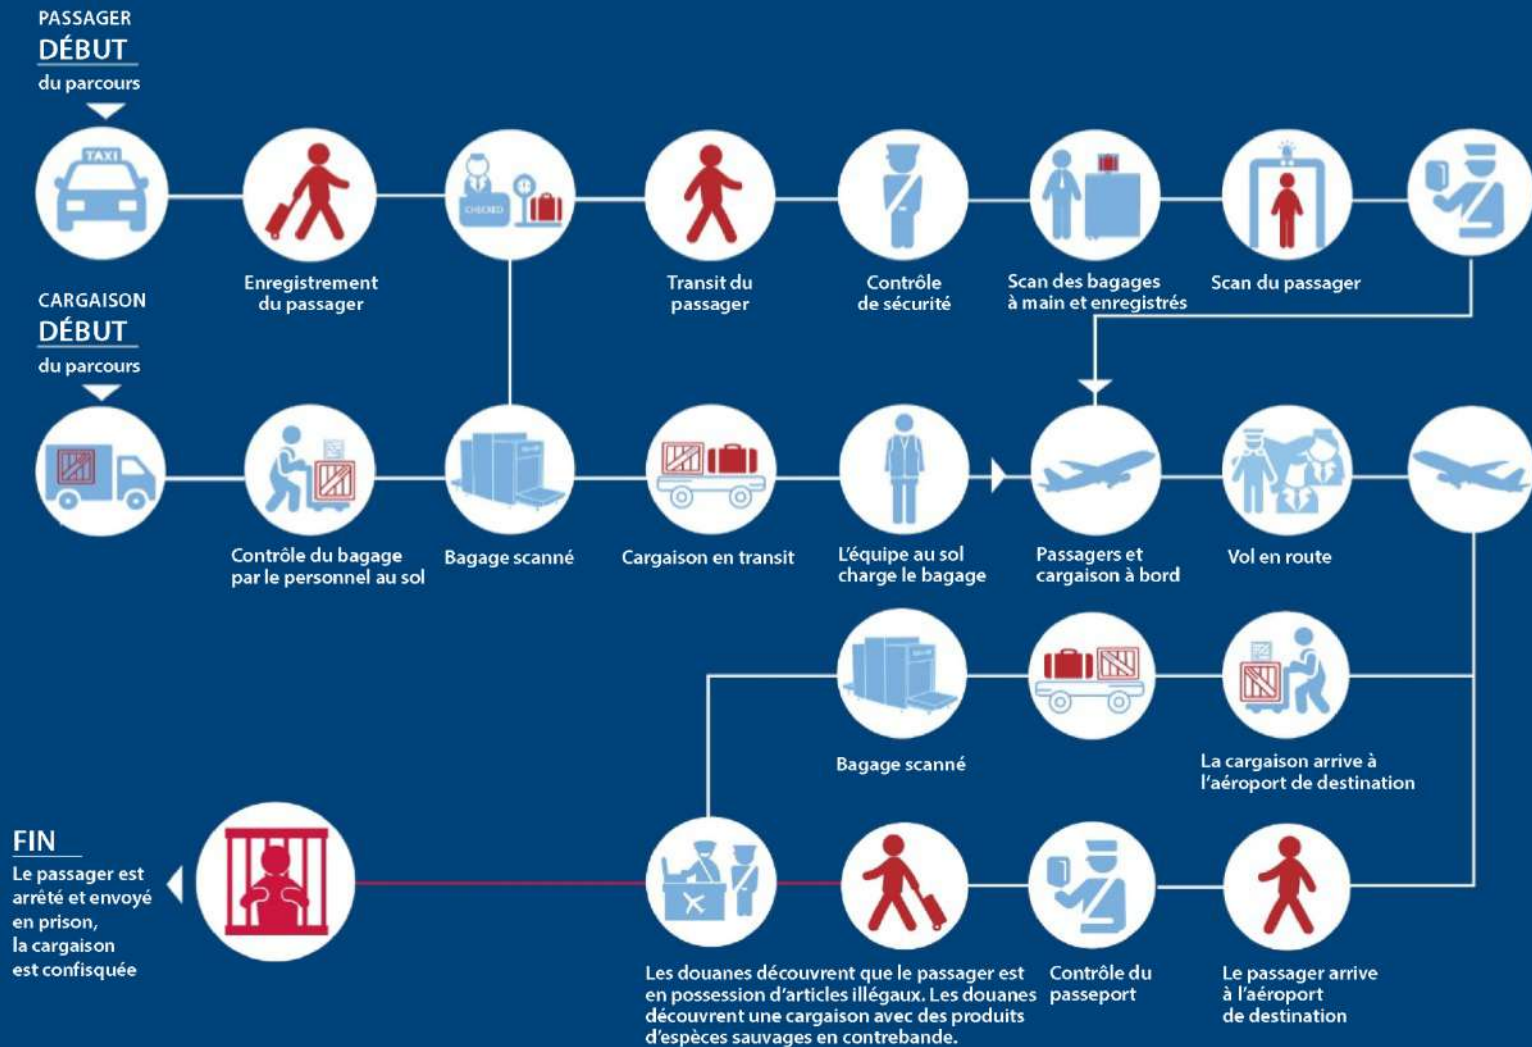 PASSAGER
DÉBUT
du parcours
TAXI
CHECKED
Enregistrement
du passager
Transit du
passager
Contrôle
de sécurité
Scan des bagages
à main et enregistrés
Scan du passager
CARGAISON
DÉBUT
du parcours
Contrôle du bagage
par le personnel au sol
Bagage scanné
Cargaison en transit
L'équipe au sol
charge le bagage
Passagers et
cargaison à bord
Vol en route
Bagage scanné
La cargaison arrive à
l'aéroport de destination
FIN
Le passager est
arrêté et envoyé
en prison,
la cargaison
est confisquée
Les douanes découvrent que le passager est
en possession d'articles illégaux. Les douanes
découvrent une cargaison avec des produits
d'espèces sauvages en contrebande.
Contrôle du
passeport
Le passager arrive
à l'aéroport
de destination